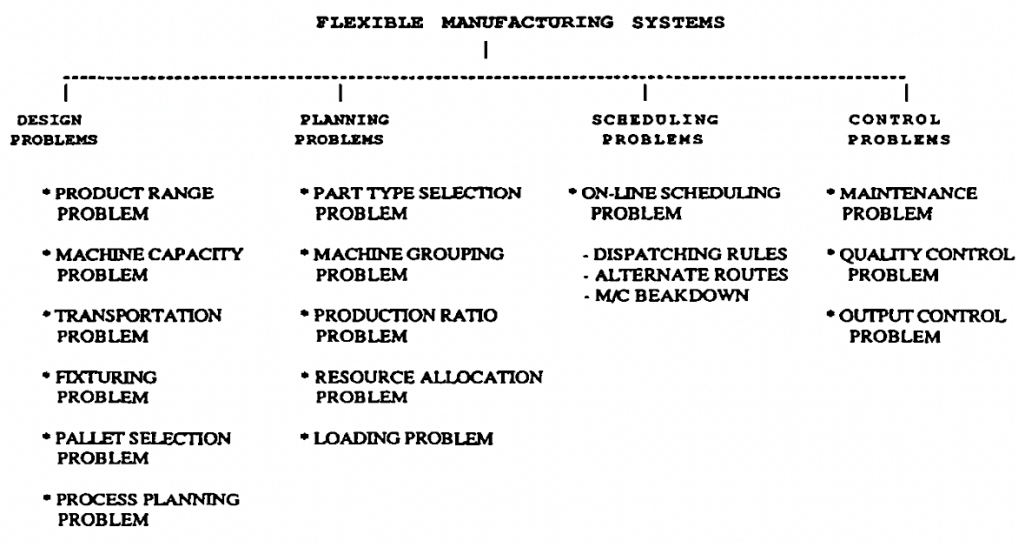 FLEXIBLE MANUFACTURING SYSTEMS
DESIGN
PROBLEMS
* PRODUCT RANGE
PROBLEM
* MACHINE CAPACITY
PROBLEM
* TRANSPORTATION
PROBLEM
* FIXTURING
PROBLEM
* PALLET SELECTION
PROBLEM
* PROCESS PLANNING
PROBLEM
PLANNING
PROBLEMS
* PART TYPE SELECTION
PROBLEM
* MACHINE GROUPING
PROBLEM
* PRODUCTION RATIO
PROBLEM
* RESOURCE ALLOCATION
PROBLEM
* LOADING PROBLEM
SCHEDULING
PROBLEMS
* ON-LINE SCHEDULING
PROBLEM
- DISPATCHING RULES
- ALTERNATE ROUTES
- M/C BEAKDOWN
CONTROL
PROBLEMS
* MAINTENANCE
PROBLEM
* QUALITY CONTROL
PROBLEM
* OUTPUT CONTROL
PROBLEM